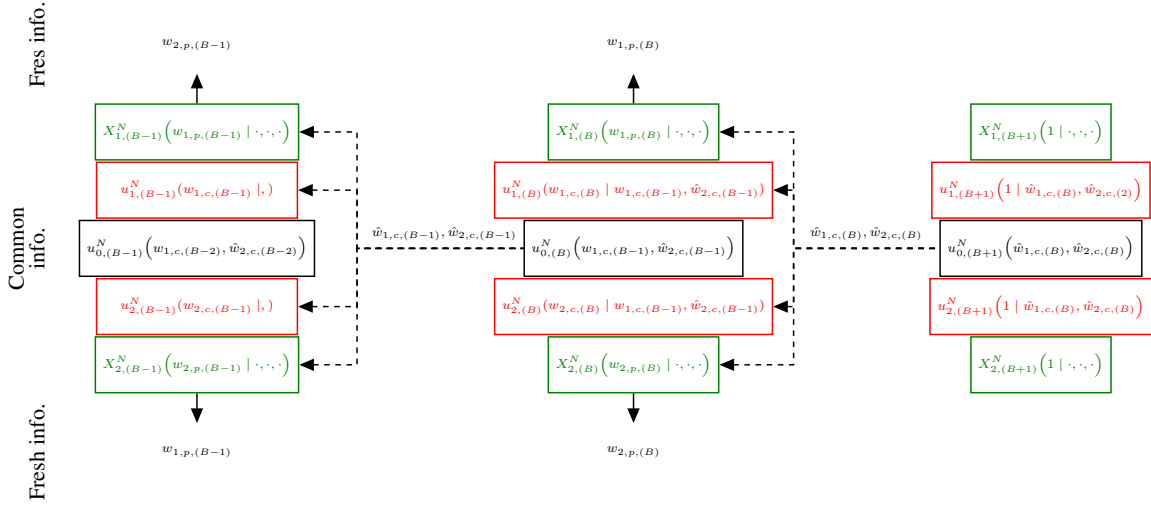 Fres info.
Common
info.
Fresh info.
w_{2,p,(B−1)}
X^N_{1,(B−1)}(w_{1,p,(B−1)} | ·, ·, ·)
u^N_{1,(B−1)}(w_{1,c,(B−1)} |, )
u^N_{0,(B−1)}(w_{1,c,(B−2)}, ŵ_{2,c,(B−2)})
u^N_{2,(B−1)}(w_{2,c,(B−1)} |, )
X^N_{2,(B−1)}(w_{2,p,(B−1)} | ·, ·, ·)
w_{1,p,(B−1)}
ŵ_{1,c,(B−1)}, ŵ_{2,c,(B−1)}
w_{1,p,(B)}
X^N_{1,(B)}(w_{1,p,(B)} | ·, ·, ·)
u^N_{1,(B)}(w_{1,c,(B)} | w_{1,c,(B−1)}, ŵ_{2,c,(B−1)})
u^N_{0,(B)}(w_{1,c,(B−1)}, ŵ_{2,c,(B−1)})
u^N_{2,(B)}(w_{2,c,(B)} | w_{1,c,(B−1)}, ŵ_{2,c,(B−1)})
X^N_{2,(B)}(w_{2,p,(B)} | ·, ·, ·)
w_{2,p,(B)}
ŵ_{1,c,(B)}, ŵ_{2,c,(B)}
X^N_{1,(B+1)}(1 | ·, ·, ·)
u^N_{1,(B+1)}(1 | ŵ_{1,c,(B)}, ŵ_{2,c,(2)})
u^N_{0,(B+1)}(ŵ_{1,c,(B)}, ŵ_{2,c,(B)})
u^N_{2,(B+1)}(1 | ŵ_{1,c,(B)}, ŵ_{2,c,(B)})
X^N_{2,(B+1)}(1 | ·, ·, ·)